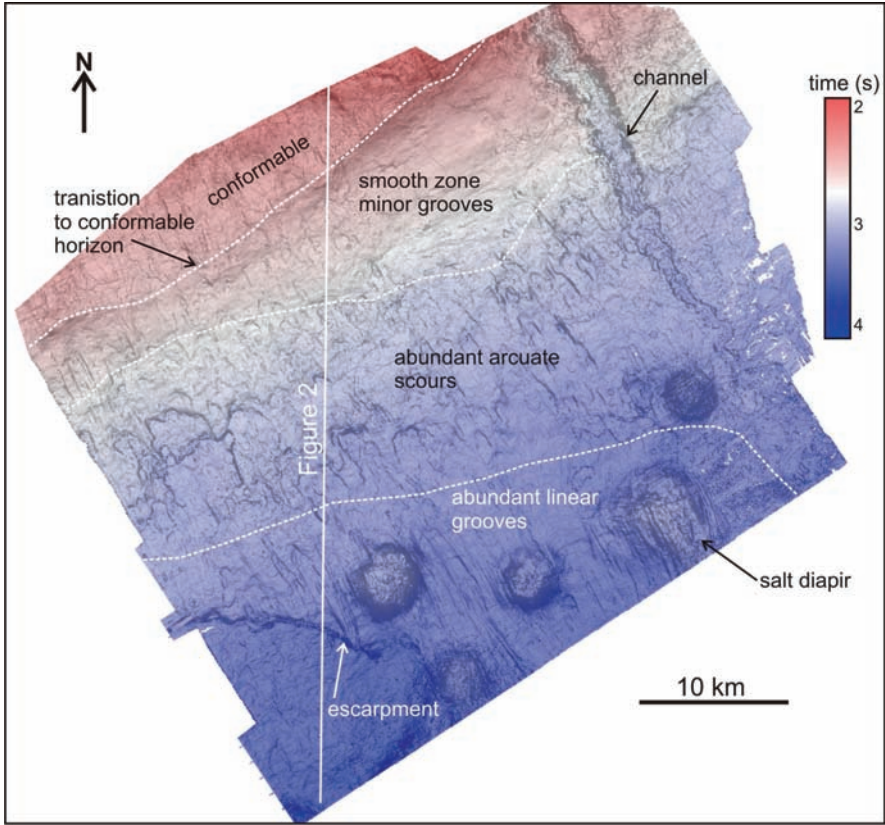 N
channel
time (s)
2
3
4
conformable
tranistion
to conformable
horizon
smooth zone
minor grooves
abundant arcuate
scours
Figure 2
abundant linear
grooves
salt diapir
escarpment
10 km